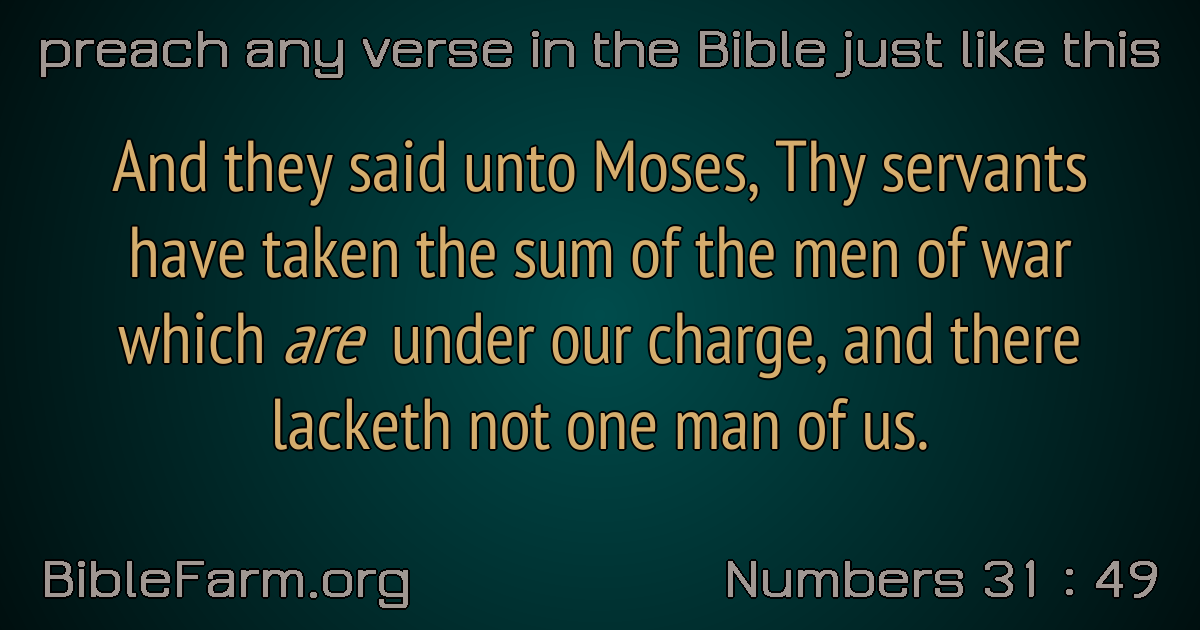 preach any verse in the Bible just like this
And they said unto Moses, Thy servants
have taken the sum of the men of war
which are under our charge, and there
lacketh not one man of us.
BibleFarm.org
Numbers 31 : 49